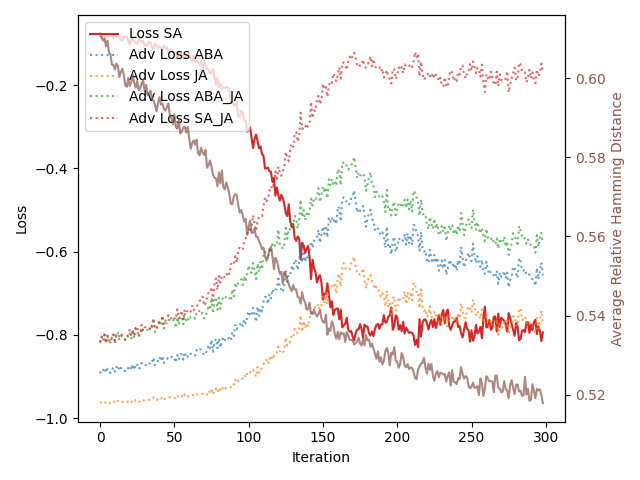 Loss SA
Adv Loss ABA
Adv Loss JA
Adv Loss ABA_JA
Adv Loss SA_JA
−0.2
−0.4
−0.6
−0.8
−1.0
Loss
0
50
100
150
200
250
300
Iteration
0.60
0.58
0.56
0.54
0.52
Average Relative Hamming Distance